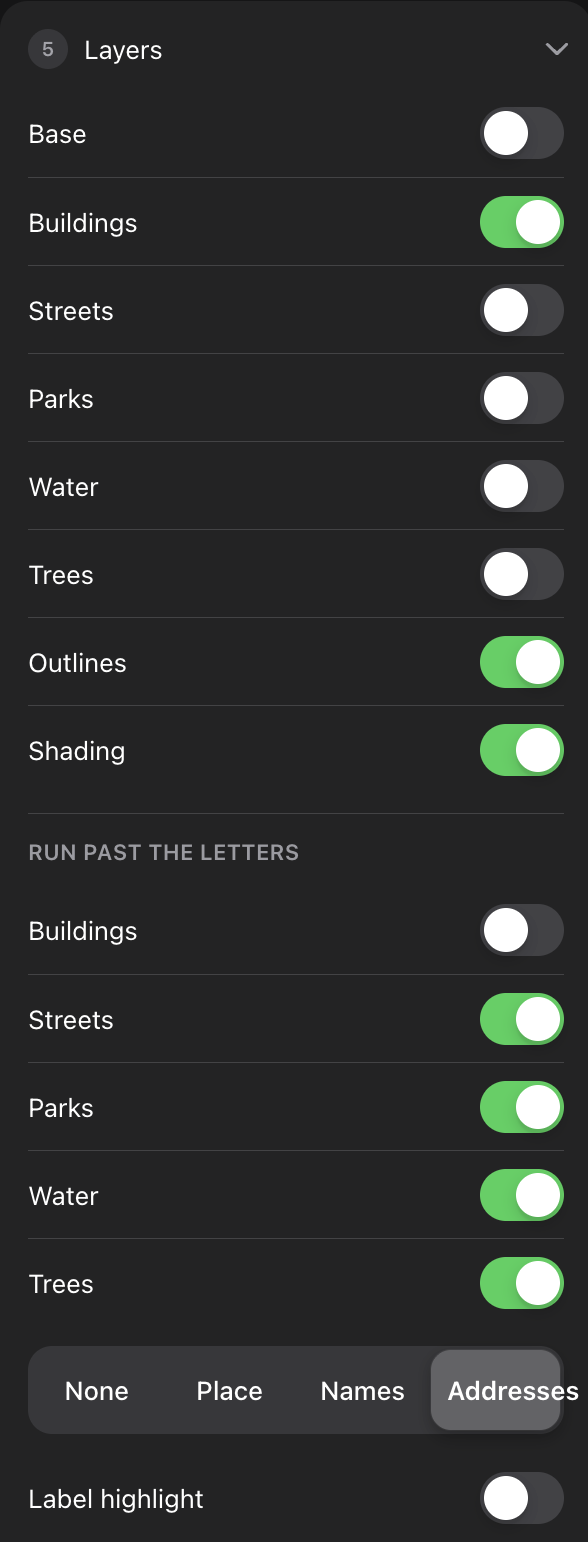 5 Layers
Base
Buildings
Streets
Parks
Water
Trees
Outlines
Shading
RUN PAST THE LETTERS
Buildings
Streets
Parks
Water
Trees
None Place Names Addresses
Label highlight